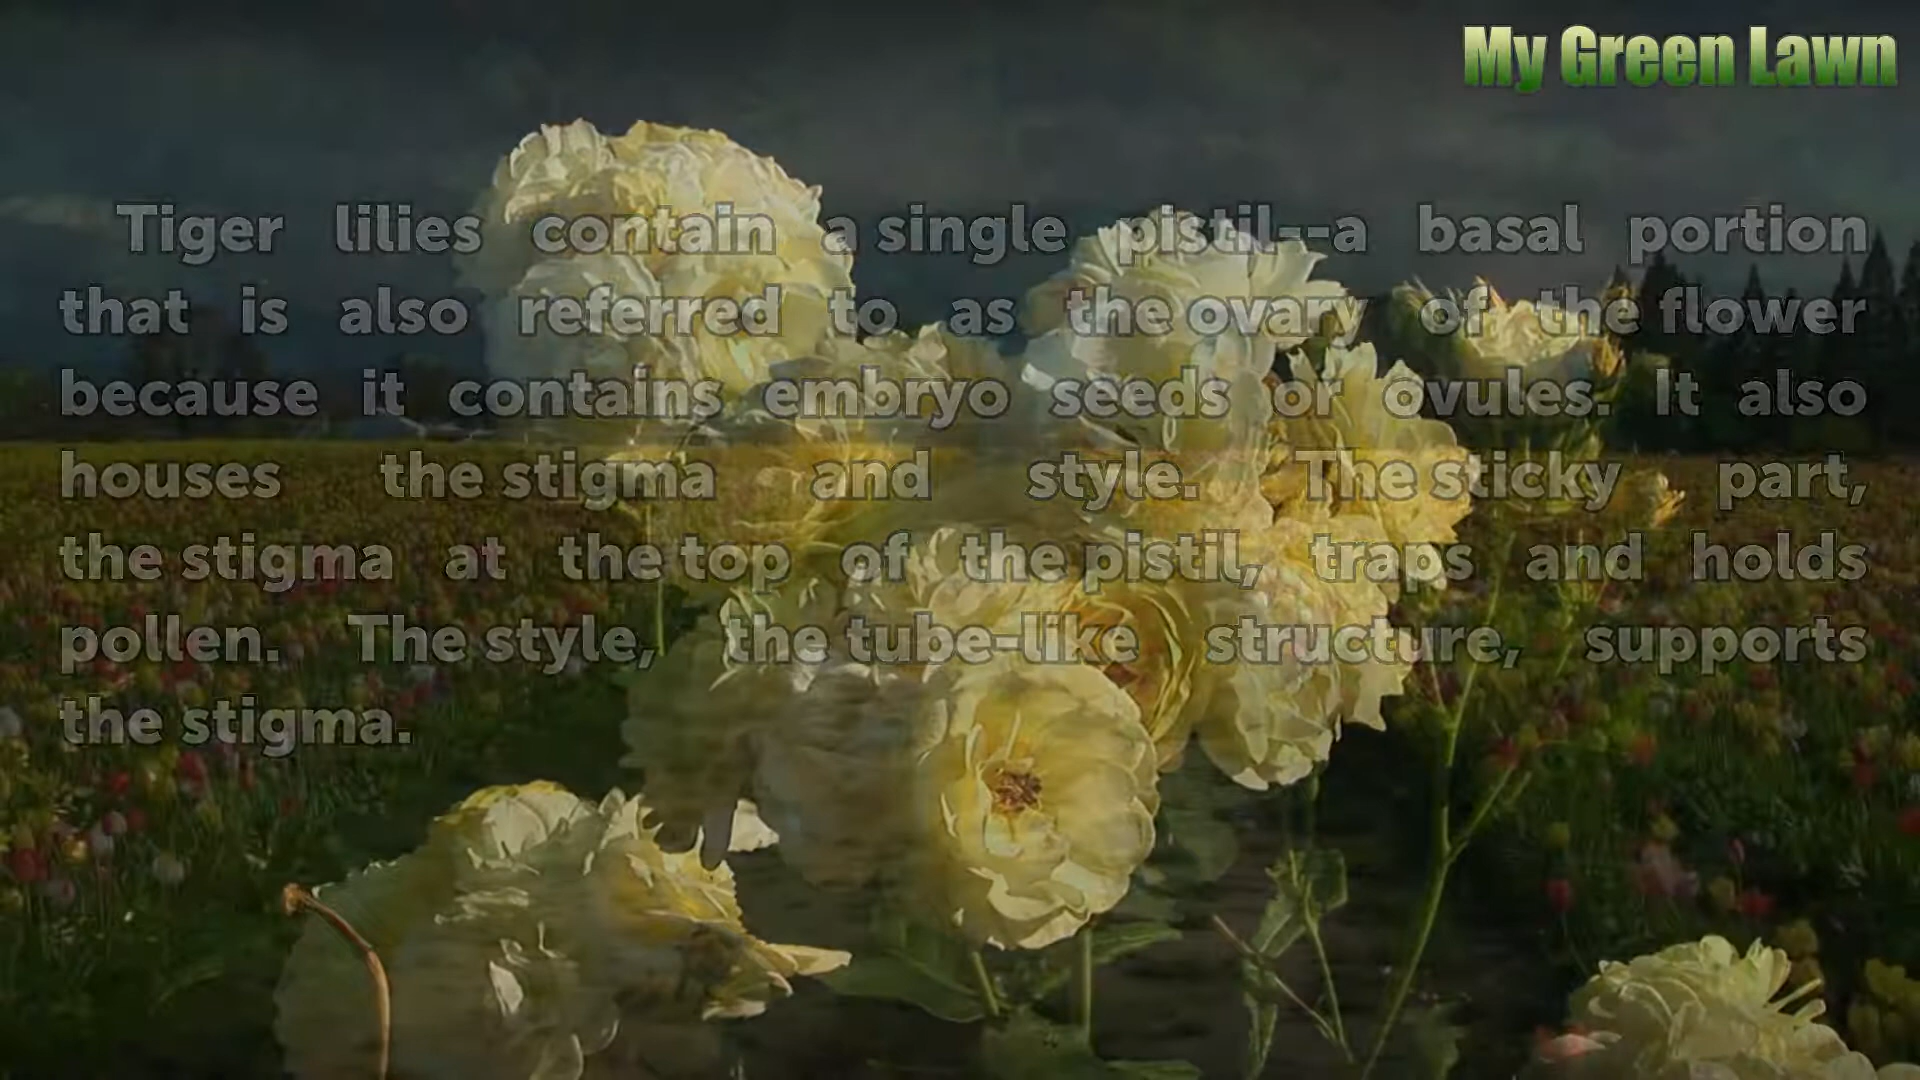 My Green Lawn
Tiger lilies contain a single pistil--a basal portion
that is also referred to as the ovary of the flower
because it contains embryo seeds or ovules. It also
houses the stigma and style. The sticky part,
the stigma at the top of the pistil, traps and holds
pollen. The style, the tube-like structure, supports
the stigma.